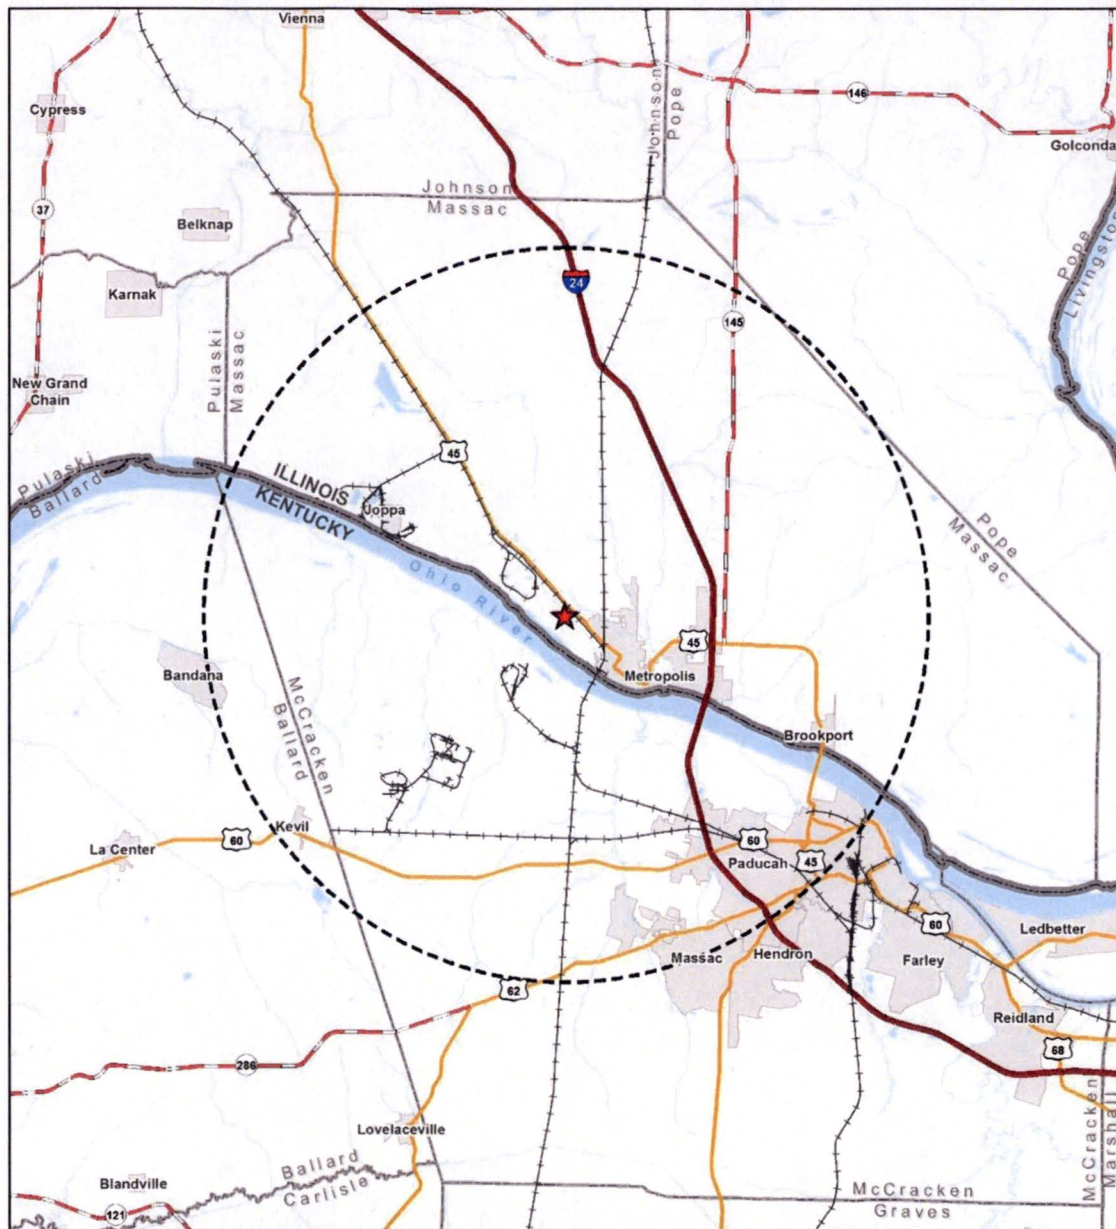 Vienna
146
Johnson
Pope
Cypress
Golconda
37
Johnson
Massac
Belknap
Pope
Livingston
24
Karnak
145
Pulaski
Massac
New Grand
Chain
45
Pulaski
Ballard
ILLINOIS
KENTUCKY
Joppa
Pope
Massac
Ohio River
45
Metropolis
Bandana
McCracken
Ballard
Brookport
Kevil
60
60
La Center
45
Paducah
60
Ledbetter
Massac
Hendron
Farley
62
Reidland
68
286
Lovelaceville
McCracken
Marshall
Ballard
Carlisle
Blandville
McCracken
Graves
121